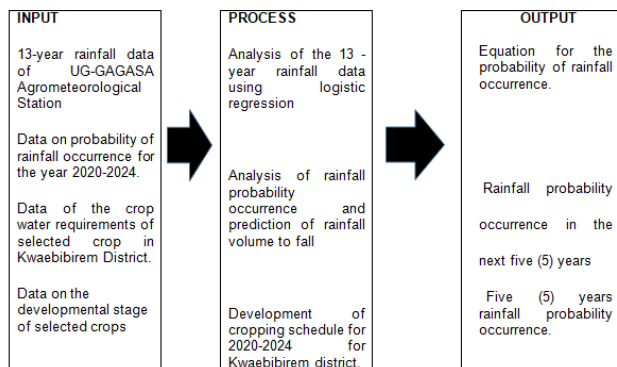 INPUT
13-year rainfall data
of UG-GAGASA
Agrometeorological
Station
Data on probability of
rainfall occurrence for
the year 2020-2024.
Data of the crop
water requirements of
selected crop in
Kwaebibirem District.
Data on the
developmental stage
of selected crops
PROCESS
Analysis of the 13 -
year rainfall data
using logistic
regression
Analysis of rainfall
probability
occurrence and
prediction of rainfall
volume to fall
Development of
cropping schedule for
2020-2024 for
Kwaebibirem district.
OUTPUT
Equation for the
probability of rainfall
occurrence.
Rainfall probability
occurrence in the
next five (5) years
Five (5) years
rainfall probability
occurrence.